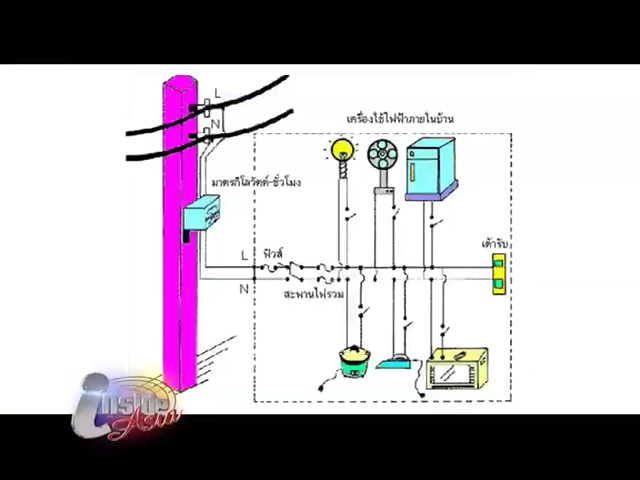 L
N
เครื่องใช้ไฟฟ้าภายในบ้าน
มาตรกิโลวัตต์-ชั่วโมง
เต้ารับ
L
ฟิวส์
N
สะพานไฟรวม
inside
Asia